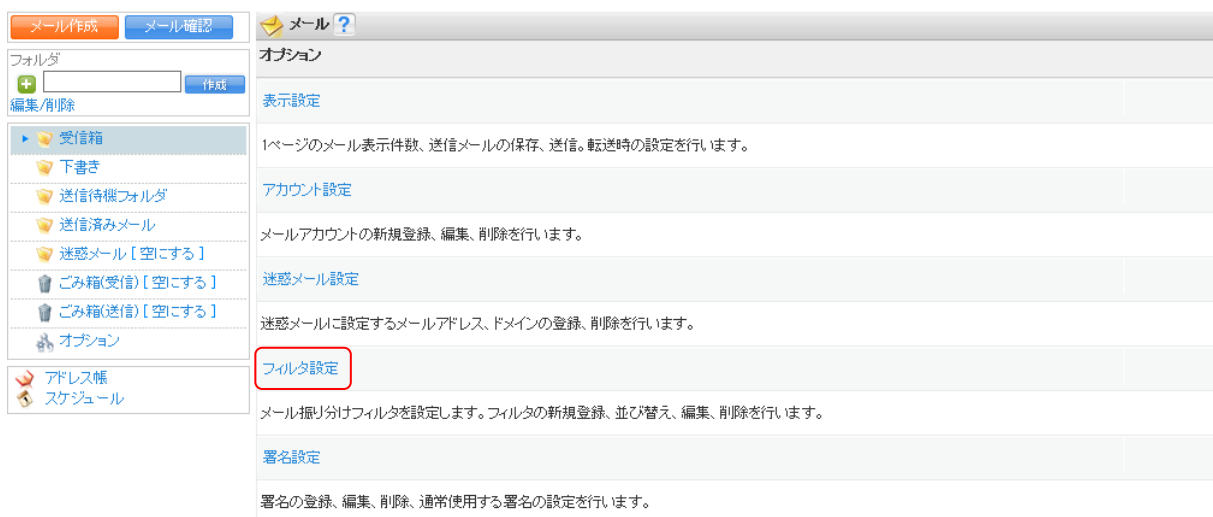 メール作成 メール確認
フォルダ
作成
編集/削除
受信箱
下書き
送信待機フォルダ
送信済みメール
迷惑メール [ 空にする ]
ごみ箱(受信) [ 空にする ]
ごみ箱(送信) [ 空にする ]
オプション
アドレス帳
スケジュール
メール ?
オプション
表示設定
1ページのメール表示件数、送信メールの保存、送信。転送時の設定を行います。
アカウント設定
メールアカウントの新規登録、編集、削除を行います。
迷惑メール設定
迷惑メールに設定するメールアドレス、ドメインの登録、削除を行います。
フィルタ設定
メール振り分けフィルタを設定します。フィルタの新規登録、並び替え、編集、削除を行います。
署名設定
署名の登録、編集、削除、通常使用する署名の設定を行います。